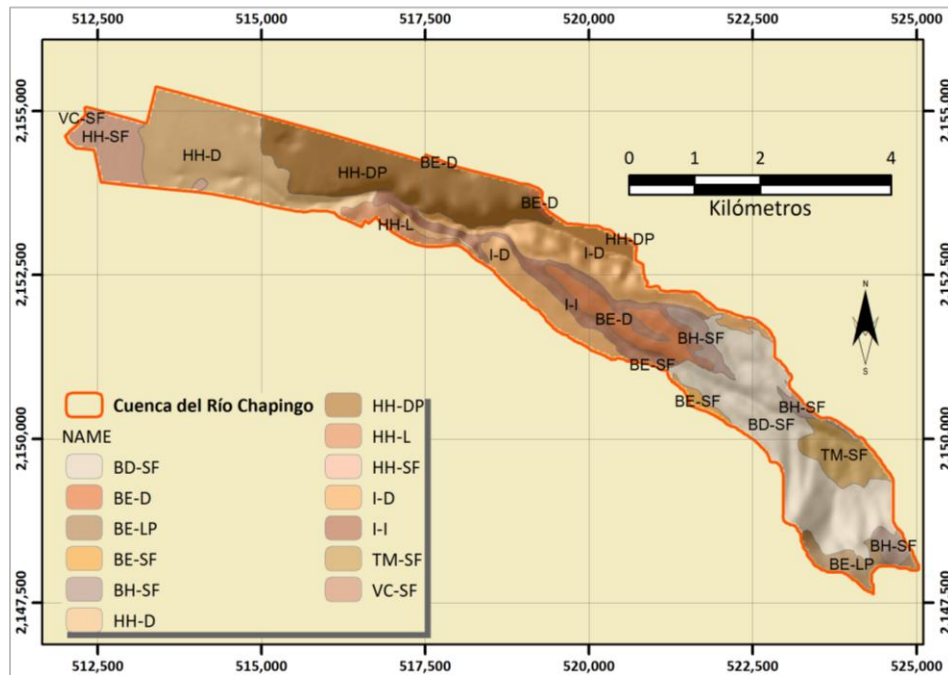 512,500 515,000 517,500 520,000 522,500 525,000
2,155,000
2,155,000
VC-SF
HH-SF
HH-D
HH-DP
BE-D
BE-D
HH-DP
0 1 2 4
Kilómetros
HH-L
I-D
I-D
2,152,500
2,152,500
N
S
I-I
BE-D
BH-SF
BE-SF
BE-SF
BH-SF
BD-SF
TM-SF
2,150,000
2,150,000
BH-SF
BE-LP
2,147,500
2,147,500
Cuenca del Río Chapingo
NAME
BD-SF
BE-D
BE-LP
BE-SF
BH-SF
HH-D
HH-DP
HH-L
HH-SF
I-D
I-I
TM-SF
VC-SF
512,500 515,000 517,500 520,000 522,500 525,000